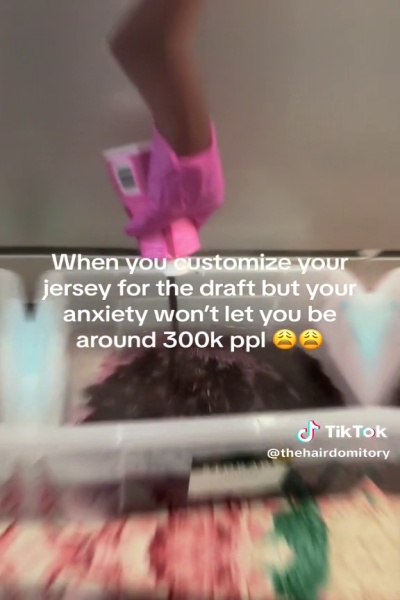 When you customize your
jersey for the draft but your
anxiety won't let you be
around 300k ppl 😩😩
TikTok
@thehairdomitory